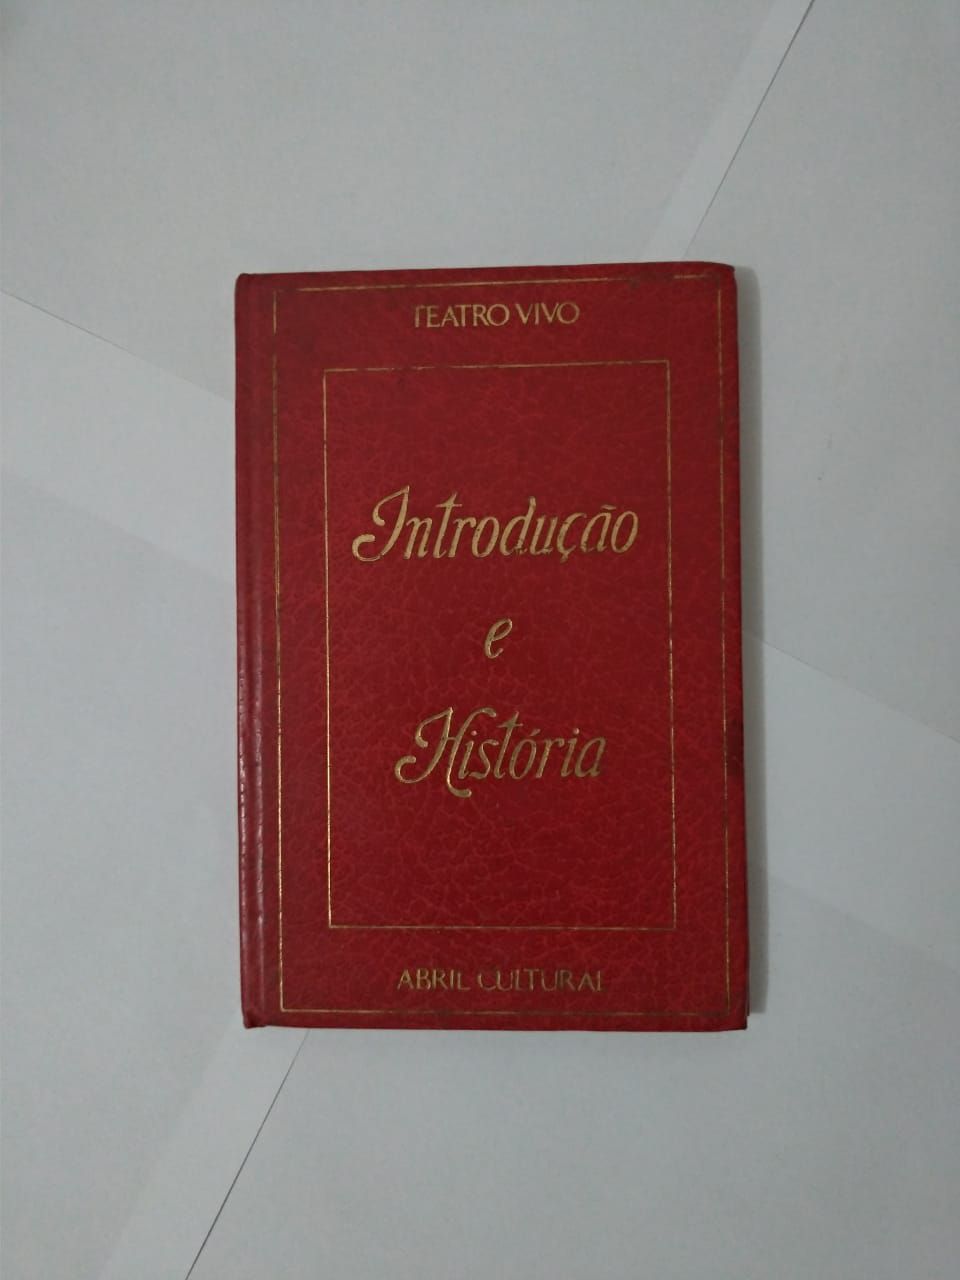 TEATRO VIVO
Introdução
e
História
ABRIL CULTURAL